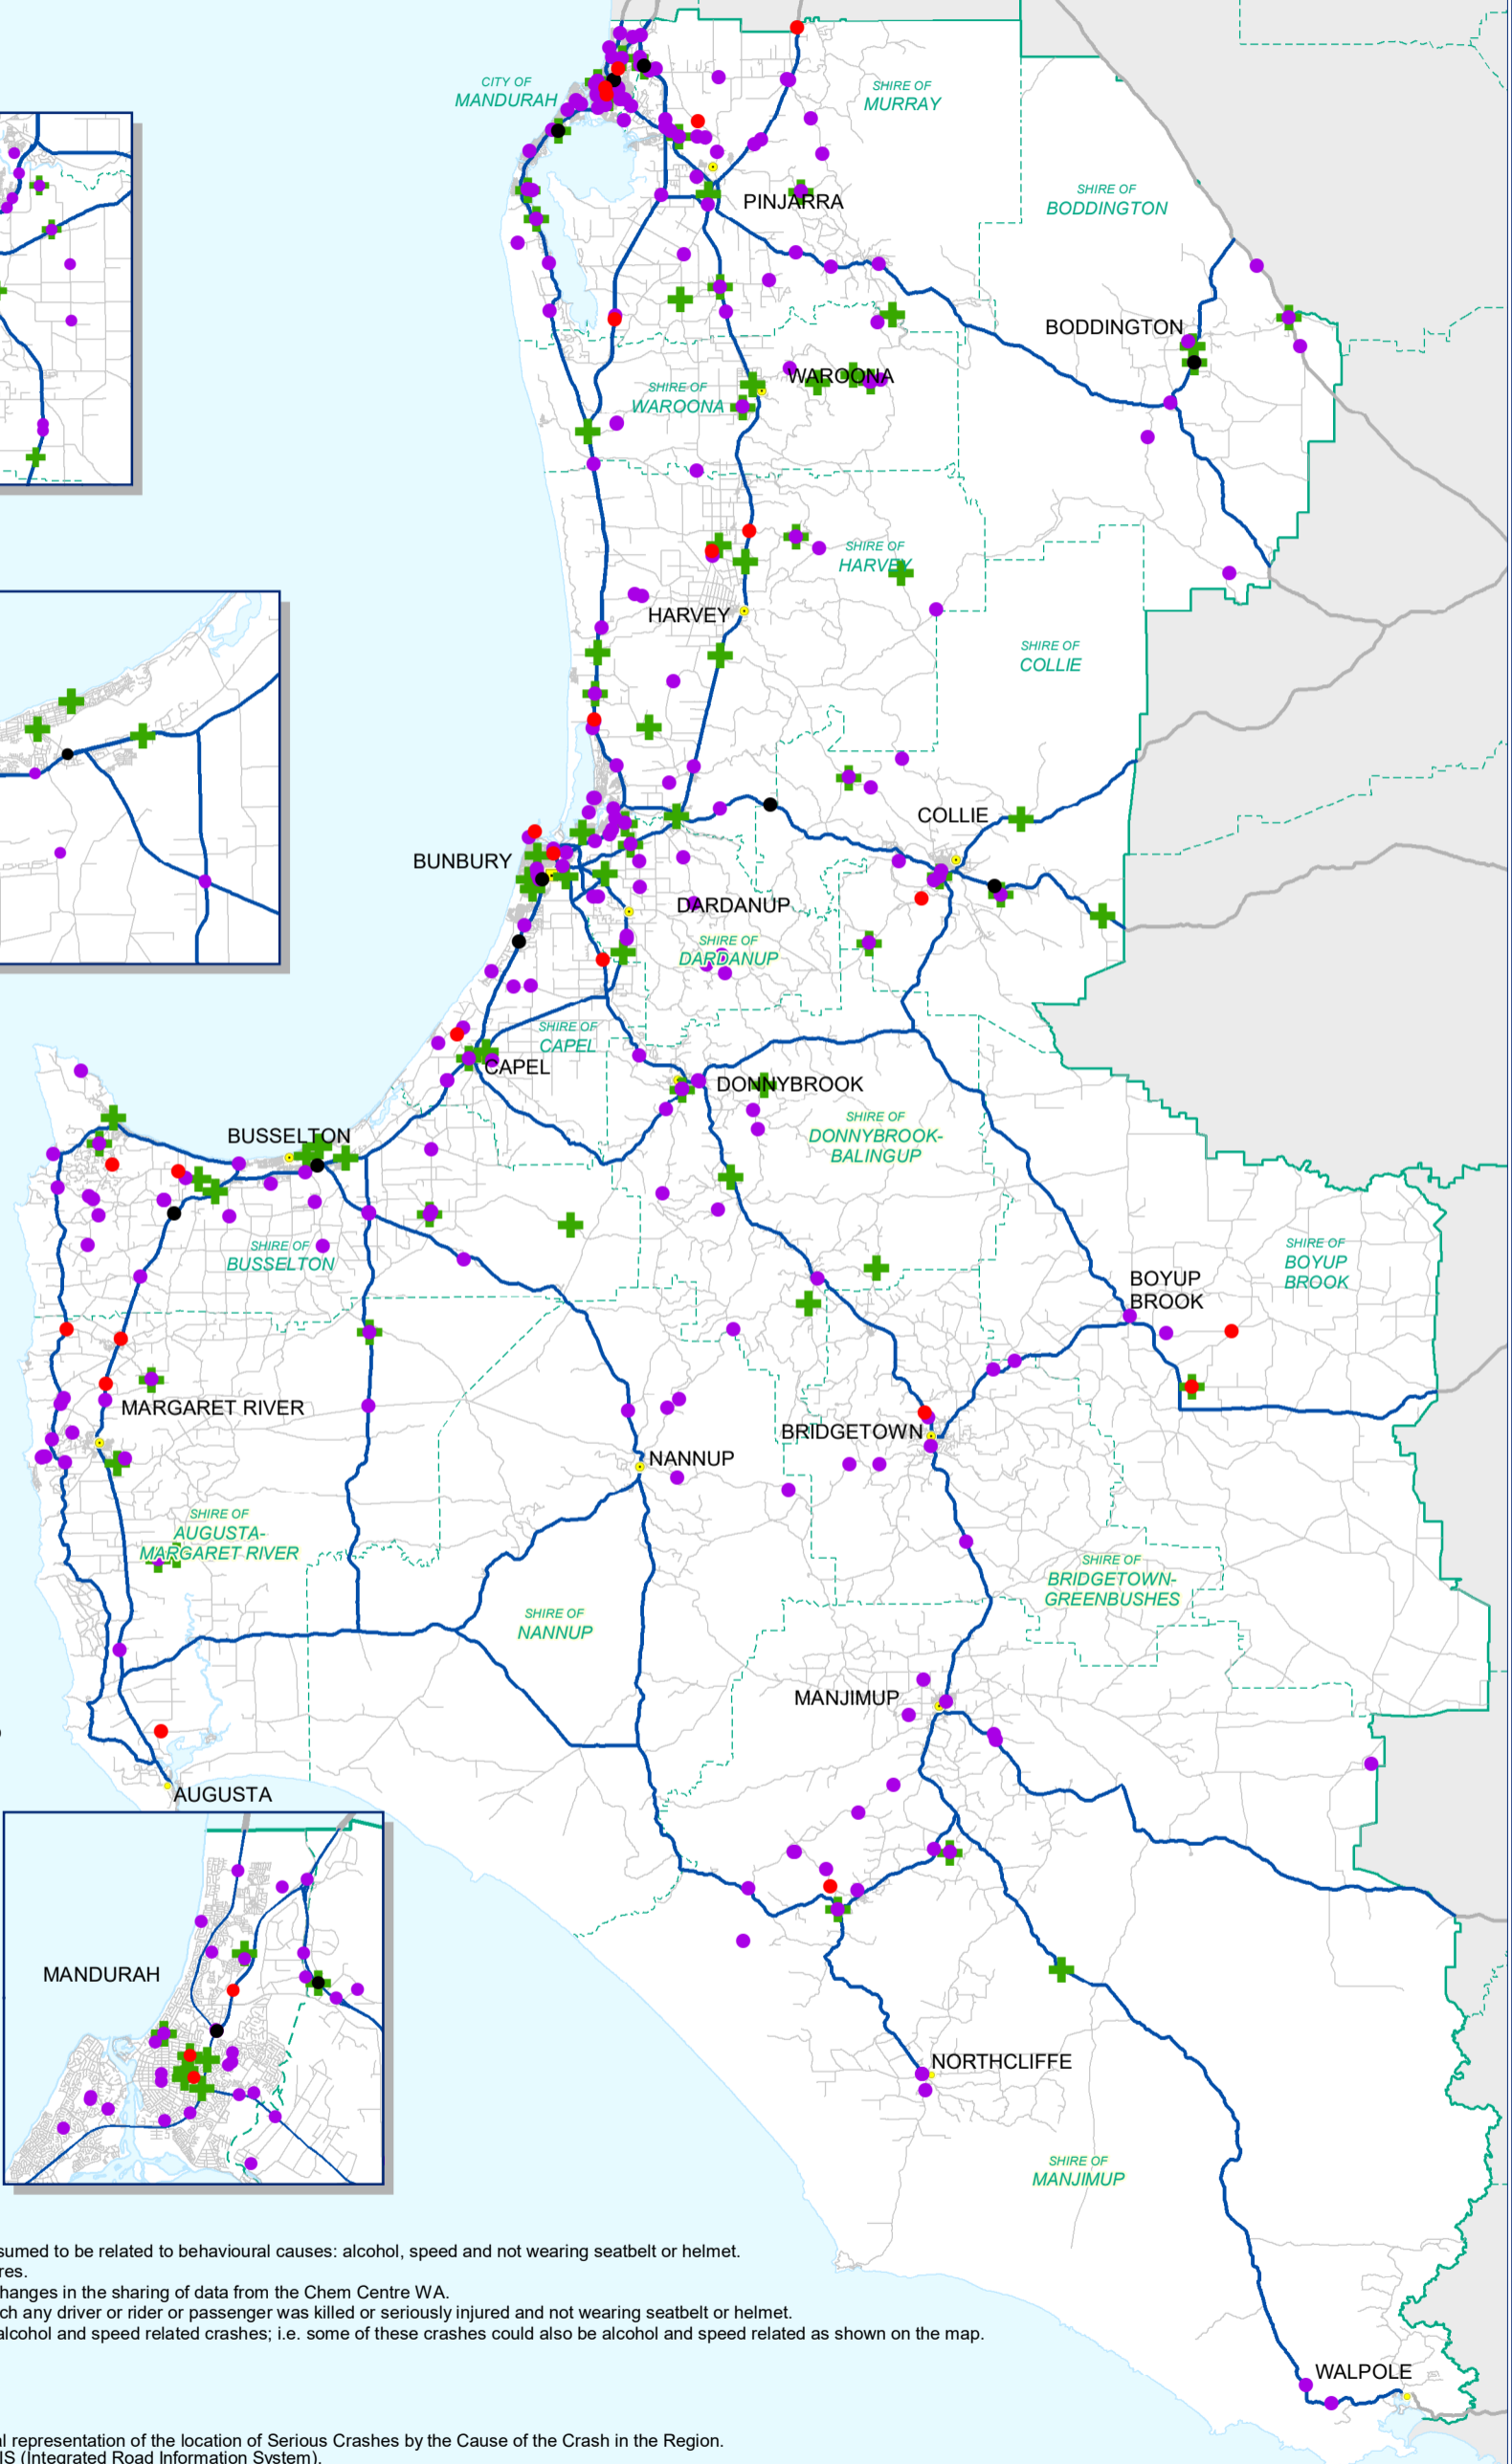 CITY OF
MANDURAH
SHIRE OF
MURRAY
PINJARRA
SHIRE OF
BODDINGTON
BODDINGTON
WAROONA
SHIRE OF
WAROONA
SHIRE OF
HARVEY
HARVEY
SHIRE OF
COLLIE
COLLIE
BUNBURY
DARDANUP
SHIRE OF
DARDANUP
SHIRE OF
CAPEL
CAPEL
DONNYBROOK
SHIRE OF
DONNYBROOK-
BALINGUP
BUSSELTON
SHIRE OF
BUSSELTON
SHIRE OF
BOYUP
BROOK
BOYUP
BROOK
MARGARET RIVER
BRIDGETOWN
NANNUP
SHIRE OF
AUGUSTA-
MARGARET RIVER
SHIRE OF
BRIDGETOWN-
GREENBUSHES
SHIRE OF
NANNUP
MANJIMUP
AUGUSTA
MANDURAH
NORTHCLIFFE
SHIRE OF
MANJIMUP
WALPOLE
sumed to be related to behavioural causes: alcohol, speed and not wearing seatbelt or helmet.
res.
hanges in the sharing of data from the Chem Centre WA.
ch any driver or rider or passenger was killed or seriously injured and not wearing seatbelt or helmet.
alcohol and speed related crashes; i.e. some of these crashes could also be alcohol and speed related as shown on the map.
al representation of the location of Serious Crashes by the Cause of the Crash in the Region.
IS (Integrated Road Information System).